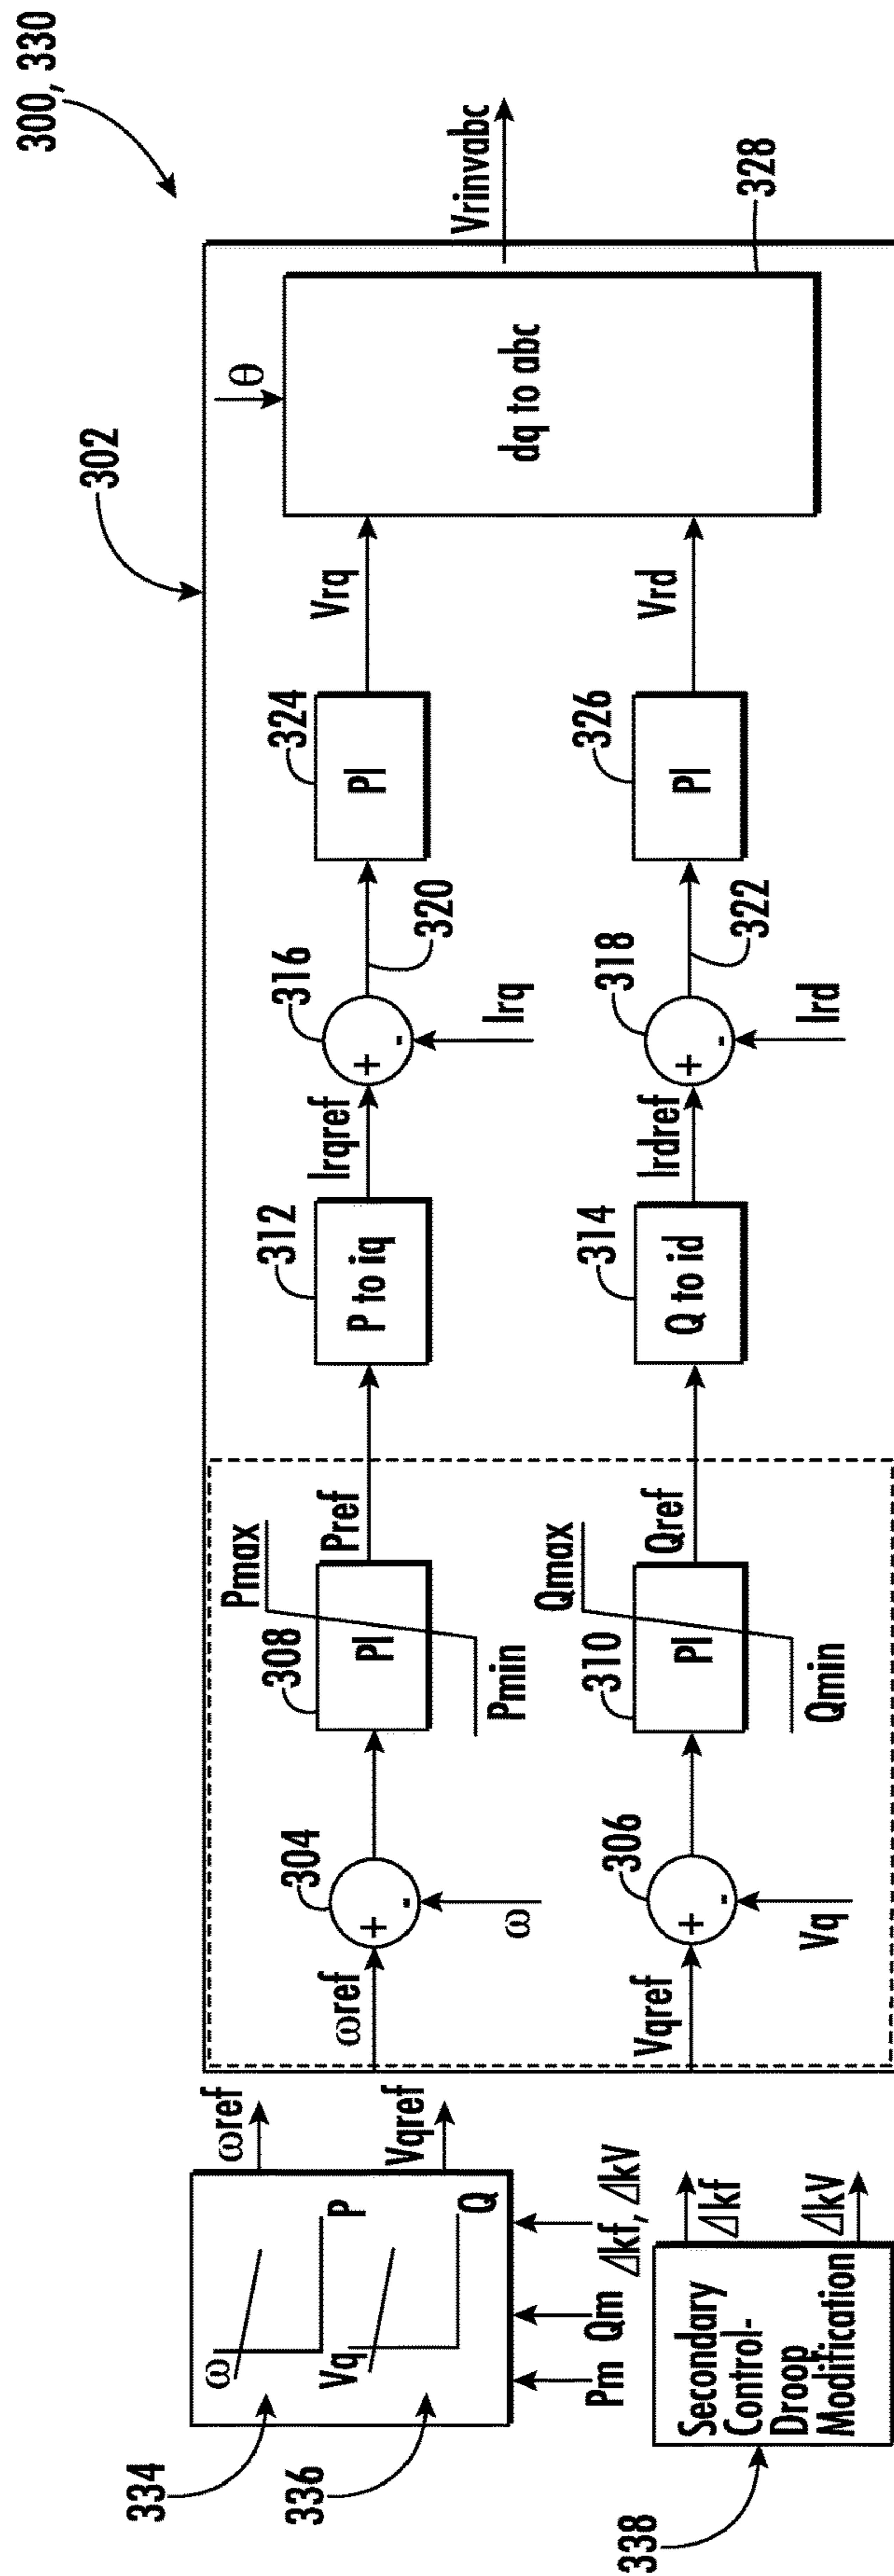 300, 330
302
334
ω
P
336
Vq
Q
ωref
Vqref
Pm
Qm
Δkf, ΔkV
338
Secondary
Control-
Droop
Modification
Δkf
ΔkV
ωref
304
+
-
ω
308
PI
Pmax
Pmin
Pref
312
P to iq
Irqref
316
+
-
Irq
320
324
PI
Vrq
Vqref
306
+
-
Vq
310
PI
Qmax
Qmin
Qref
314
Q to id
Irdref
318
+
-
Ird
322
326
PI
Vrd
θ
dq to abc
328
Vrinvabc